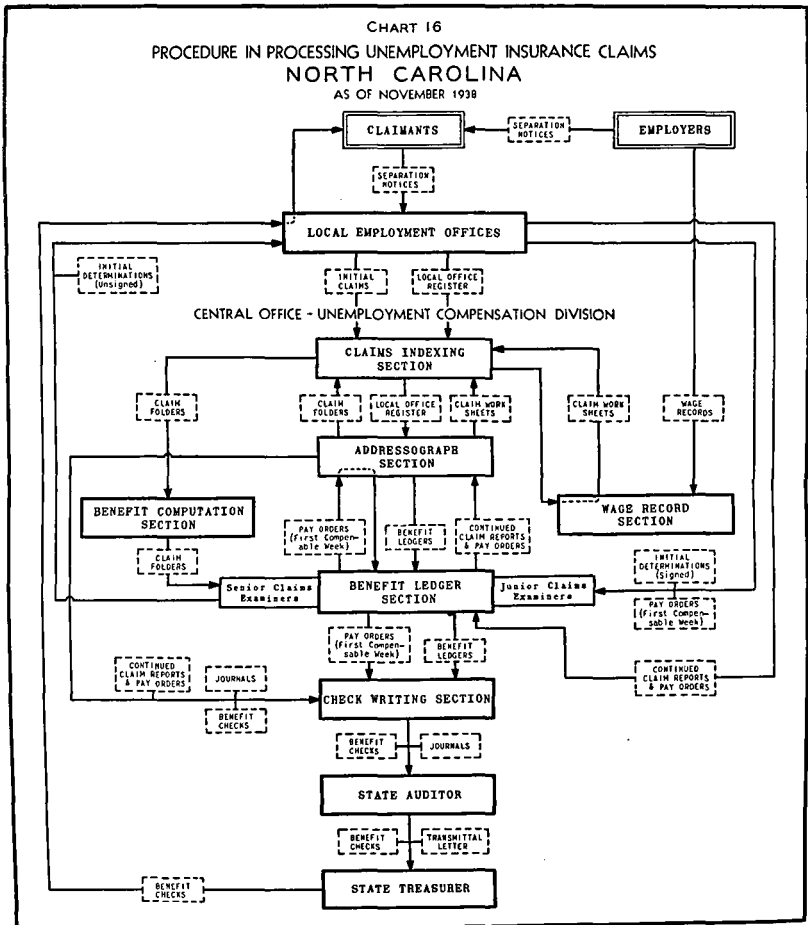 CHART 16
PROCEDURE IN PROCESSING UNEMPLOYMENT INSURANCE CLAIMS
NORTH CAROLINA
AS OF NOVEMBER 1938
CLAIMANTS
SEPARATION
NOTICES
EMPLOYERS
SEPARATION
NOTICES
LOCAL EMPLOYMENT OFFICES
INITIAL
DETERMINATIONS
(Unsigned)
INITIAL
CLAIMS
LOCAL OFFICE
REGISTER
CENTRAL OFFICE - UNEMPLOYMENT COMPENSATION DIVISION
CLAIMS INDEXING
SECTION
CLAIM
FOLDERS
CLAIM
FOLDERS
LOCAL OFFICE
REGISTER
CLAIM WORK
SHEETS
CLAIM WORK
SHEETS
WAGE
RECORDS
ADDRESSOGRAPH
SECTION
BENEFIT COMPUTATION
SECTION
WAGE RECORD
SECTION
PAY ORDERS
(First Compen-
sable Week)
BENEFIT
LEDGERS
CONTINUED
CLAIM REPORTS
& PAY ORDERS
CLAIM
FOLDERS
INITIAL
DETERMINATIONS
(Signed)
Senior Claims
Examiners
BENEFIT LEDGER
SECTION
Junior Claims
Examiners
PAY ORDERS
(First Compen-
sable Week)
PAY ORDERS
(First Compen-
sable Week)
BENEFIT
LEDGERS
CONTINUED
CLAIM REPORTS
& PAY ORDERS
JOURNALS
BENEFIT
CHECKS
CONTINUED
CLAIM REPORTS
& PAY ORDERS
CHECK WRITING SECTION
BENEFIT
CHECKS
JOURNALS
STATE AUDITOR
BENEFIT
CHECKS
TRANSMITTAL
LETTER
BENEFIT
CHECKS
STATE TREASURER